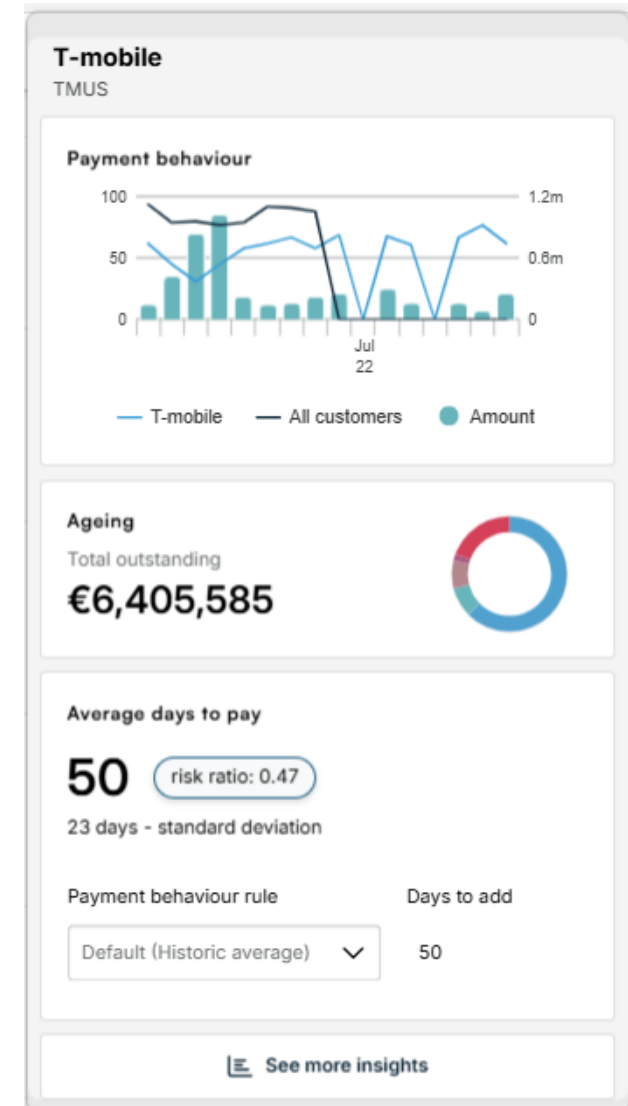 T-mobile
TMUS
Payment behaviour
100 1.2m
50 0.6m
0 0
Jul
22
T-mobile All customers Amount
Ageing
Total outstanding
€6,405,585
Average days to pay
50 risk ratio: 0.47
23 days - standard deviation
Payment behaviour rule Days to add
Default (Historic average) 50
See more insights